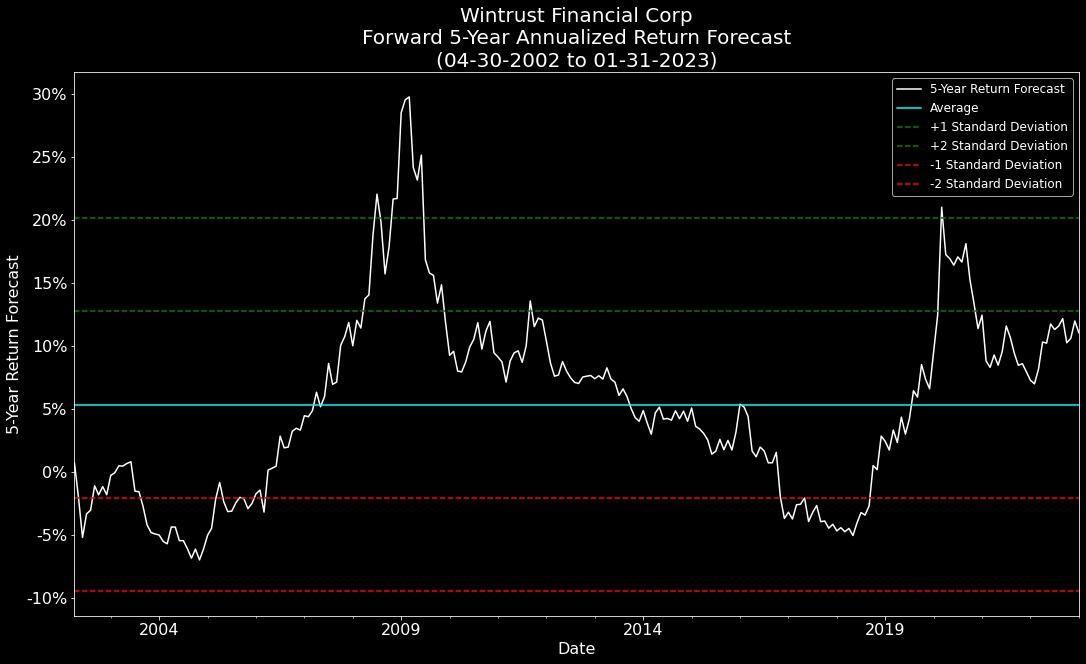 Wintrust Financial Corp
Forward 5-Year Annualized Return Forecast
(04-30-2002 to 01-31-2023)
5-Year Return Forecast
Average
+1 Standard Deviation
+2 Standard Deviation
-1 Standard Deviation
-2 Standard Deviation
30%
25%
20%
15%
10%
5%
0%
-5%
-10%
5-Year Return Forecast
2004 2009 2014 2019
Date